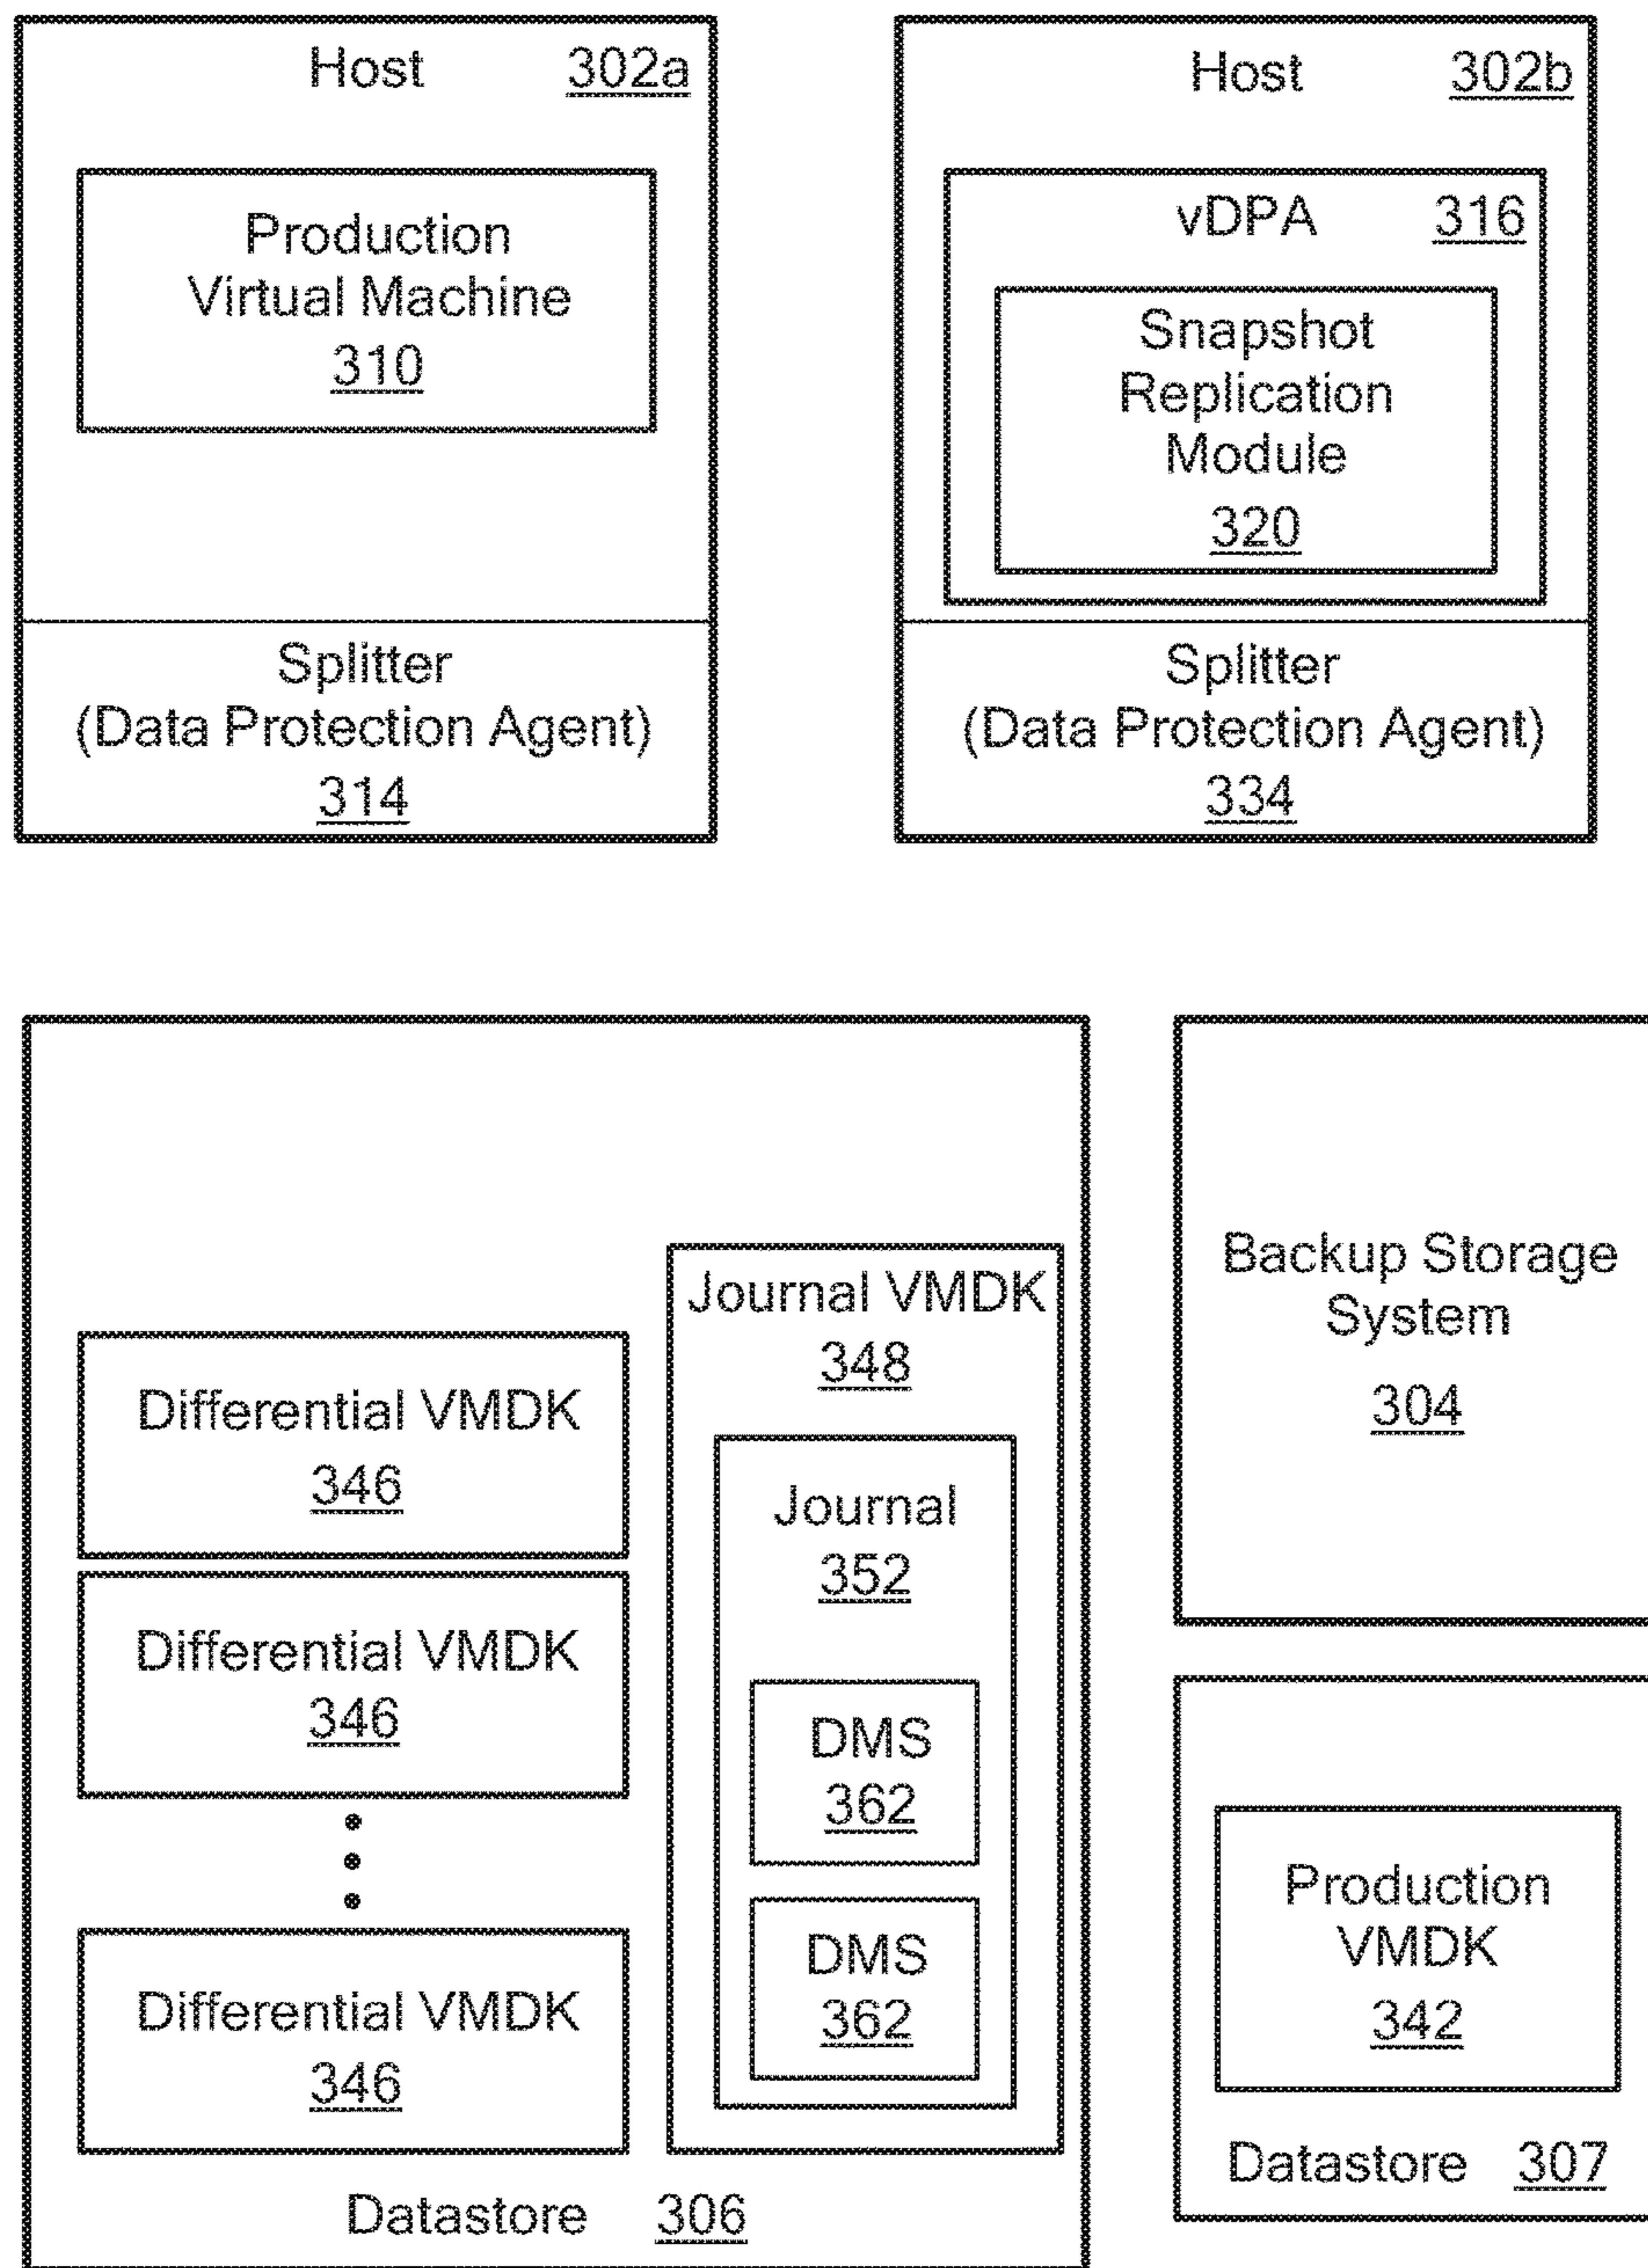 Host 302a
Production
Virtual Machine
310
Splitter
(Data Protection Agent)
314
Host 302b
vDPA 316
Snapshot
Replication
Module
320
Splitter
(Data Protection Agent)
334
Differential VMDK
346
Differential VMDK
346
Differential VMDK
346
Journal VMDK
348
Journal
352
DMS
362
DMS
362
Datastore 306
Backup Storage
System
304
Production
VMDK
342
Datastore 307